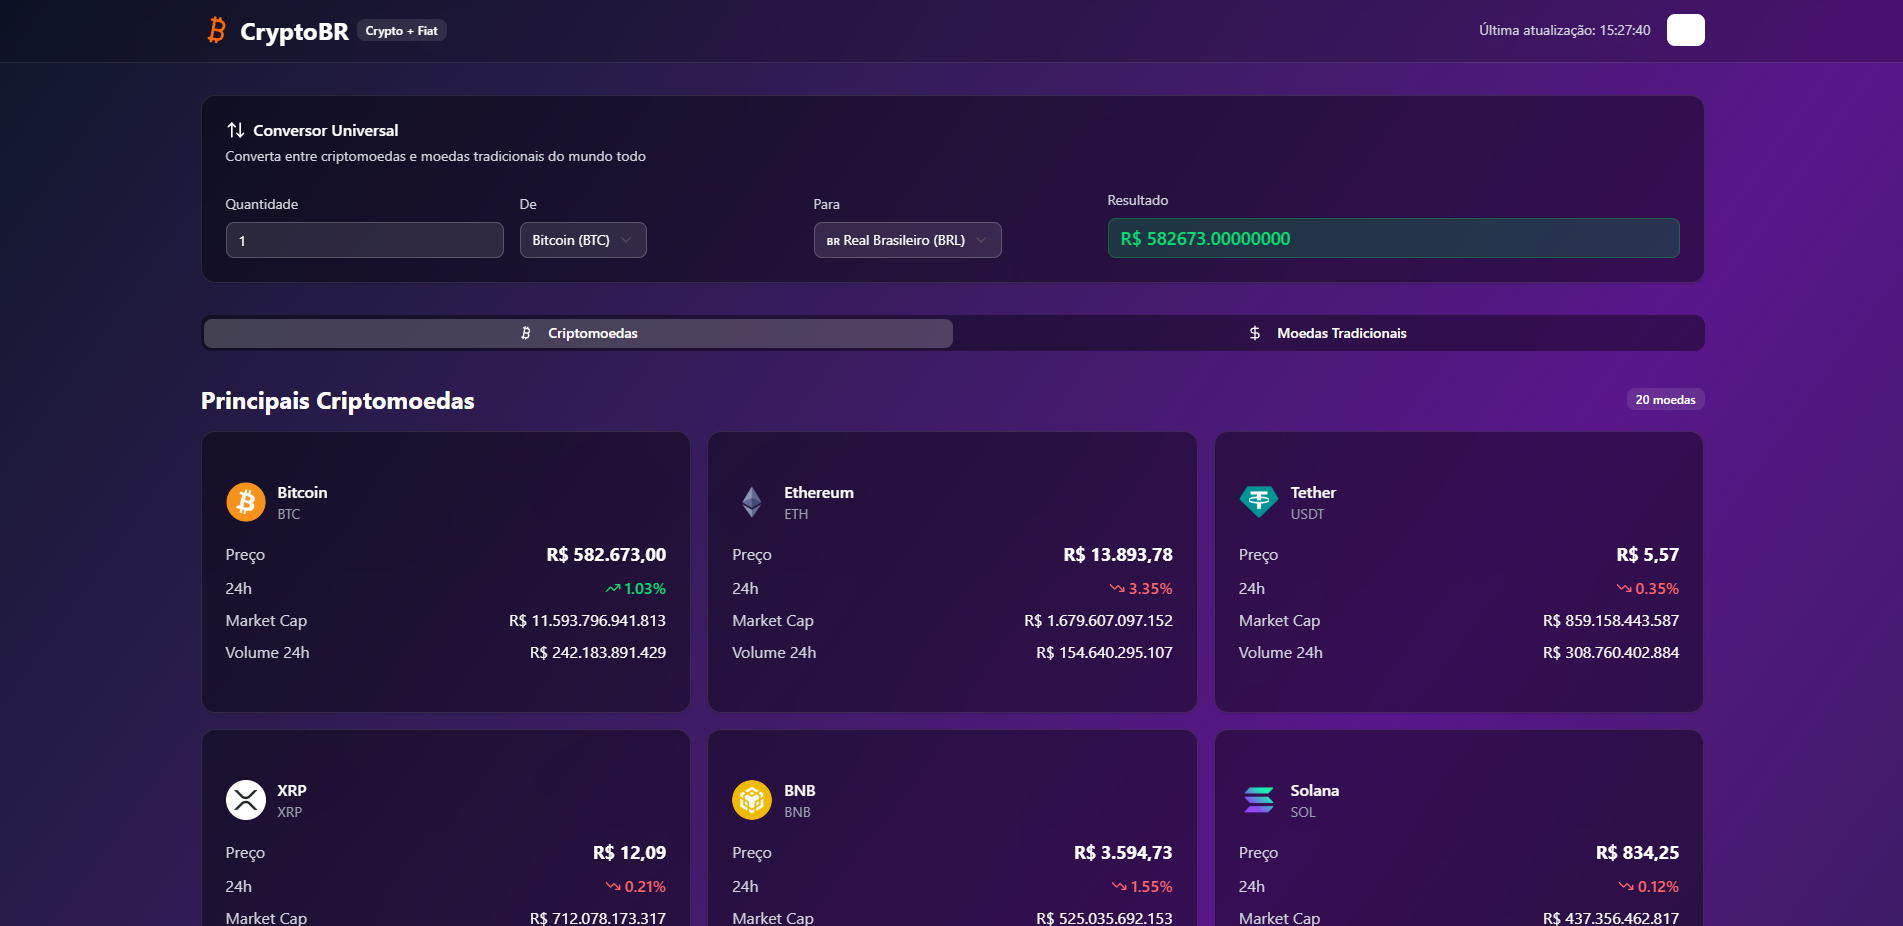 CryptoBR Crypto + Fiat Última atualização: 15:27:40
Conversor Universal
Converta entre criptomoedas e moedas tradicionais do mundo todo
Quantidade De Para Resultado
1 Bitcoin (BTC) BR Real Brasileiro (BRL) R$ 582673.00000000
Criptomoedas Moedas Tradicionais
Principais Criptomoedas 20 moedas
Bitcoin
BTC
Preço R$ 582.673,00
24h 1.03%
Market Cap R$ 11.593.796.941.813
Volume 24h R$ 242.183.891.429
Ethereum
ETH
Preço R$ 13.893,78
24h 3.35%
Market Cap R$ 1.679.607.097.152
Volume 24h R$ 154.640.295.107
Tether
USDT
Preço R$ 5,57
24h 0.35%
Market Cap R$ 859.158.443.587
Volume 24h R$ 308.760.402.884
XRP
XRP
Preço R$ 12,09
24h 0.21%
Market Cap R$ 712.078.173.317
BNB
BNB
Preço R$ 3.594,73
24h 1.55%
Market Cap R$ 525.035.692.153
Solana
SOL
Preço R$ 834,25
24h 0.12%
Market Cap R$ 437.356.462.817